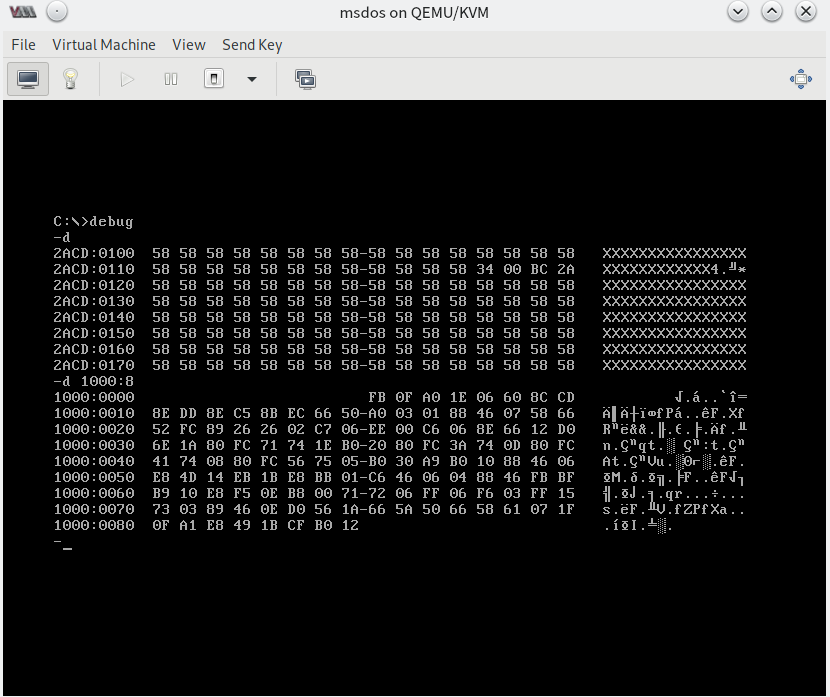 msdos on QEMU/KVM
File Virtual Machine View Send Key
C:\>debug
-d
2ACD:0100  58 58 58 58 58 58 58 58-58 58 58 58 58 58 58 58   XXXXXXXXXXXXXXXX
2ACD:0110  58 58 58 58 58 58 58 58-58 58 58 58 34 00 BC 2A   XXXXXXXXXXXX4.╝*
2ACD:0120  58 58 58 58 58 58 58 58-58 58 58 58 58 58 58 58   XXXXXXXXXXXXXXXX
2ACD:0130  58 58 58 58 58 58 58 58-58 58 58 58 58 58 58 58   XXXXXXXXXXXXXXXX
2ACD:0140  58 58 58 58 58 58 58 58-58 58 58 58 58 58 58 58   XXXXXXXXXXXXXXXX
2ACD:0150  58 58 58 58 58 58 58 58-58 58 58 58 58 58 58 58   XXXXXXXXXXXXXXXX
2ACD:0160  58 58 58 58 58 58 58 58-58 58 58 58 58 58 58 58   XXXXXXXXXXXXXXXX
2ACD:0170  58 58 58 58 58 58 58 58-58 58 58 58 58 58 58 58   XXXXXXXXXXXXXXXX
-d 1000:8
1000:0000                          FB 0F A0 1E 06 60 8C CD           √.á..`î═
1000:0010  8E DD 8E C5 8B EC 66 50-A0 03 01 88 46 07 58 66   Ä▌Ä┼ï∞fPá..êF.Xf
1000:0020  52 FC 89 26 26 02 C7 06-EE 00 C6 06 8E 66 12 D0   Rⁿë&&.╟.ε.╞.Äf.╨
1000:0030  6E 1A 80 FC 71 74 1E B0-20 80 FC 3A 74 0D 80 FC   n.Çⁿqt.░ Çⁿ:t.Çⁿ
1000:0040  41 74 08 80 FC 56 75 05-B0 30 A9 B0 10 88 46 06   At.ÇⁿVu.░0⌐░.êF.
1000:0050  E8 4D 14 EB 1B E8 BB 01-C6 46 06 04 88 46 FB BF   ΦM.δ.Φ╗.╞F..êF√┐
1000:0060  B9 10 E8 F5 0E B8 00 71-72 06 FF 06 F6 03 FF 15   ╣.Φ⌡.╕.qr...÷...
1000:0070  73 03 89 46 0E D0 56 1A-66 5A 50 66 58 61 07 1F   s.ëF.╨V.fZPfXa..
1000:0080  0F A1 E8 49 1B CF B0 12                           .íΦI.╧░.
-_